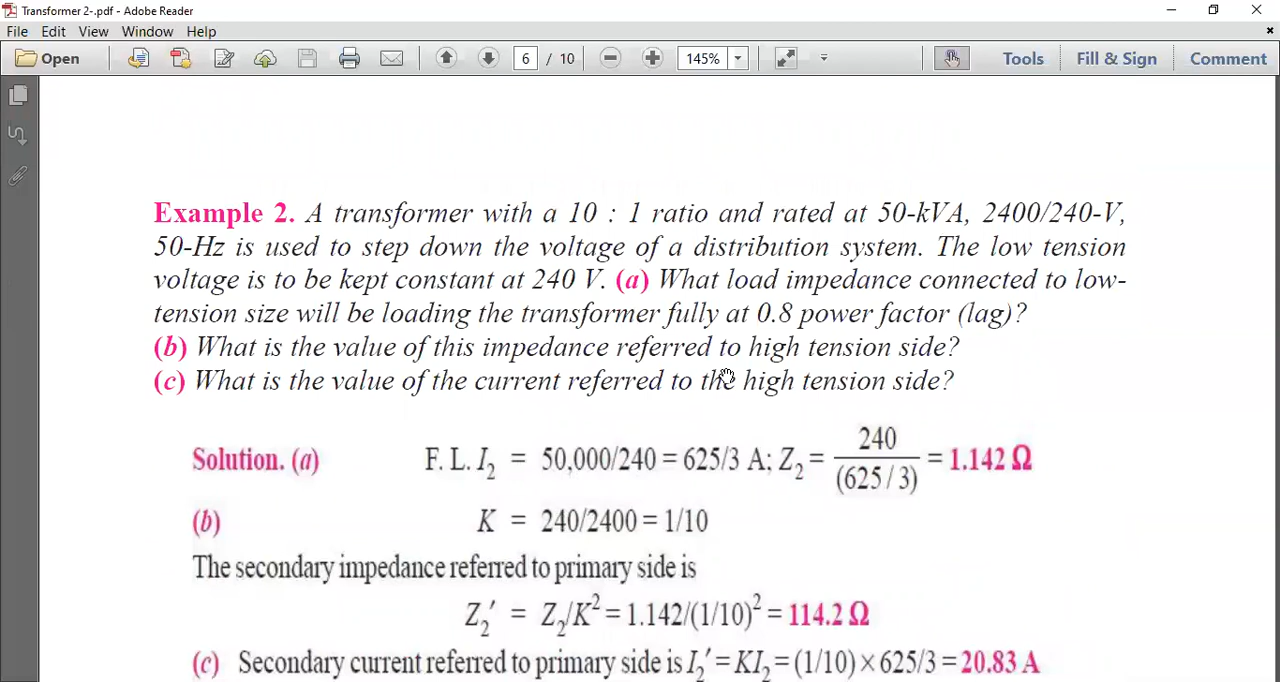 Transformer 2-.pdf - Adobe Reader
File Edit View Window Help
Open 6 / 10 145% Tools Fill & Sign Comment
Example 2. A transformer with a 10 : 1 ratio and rated at 50-kVA, 2400/240-V,
50-Hz is used to step down the voltage of a distribution system. The low tension
voltage is to be kept constant at 240 V. (a) What load impedance connected to low-
tension size will be loading the transformer fully at 0.8 power factor (lag)?
(b) What is the value of this impedance referred to high tension side?
(c) What is the value of the current referred to the high tension side?
Solution. (a) F. L. I₂ = 50,000/240 = 625/3 A; Z₂ = 240/(625/3) = 1.142 Ω
(b) K = 240/2400 = 1/10
The secondary impedance referred to primary side is
Z₂′ = Z₂/K² = 1.142/(1/10)² = 114.2 Ω
(c) Secondary current referred to primary side is I₂′ = KI₂ = (1/10) × 625/3 = 20.83 A